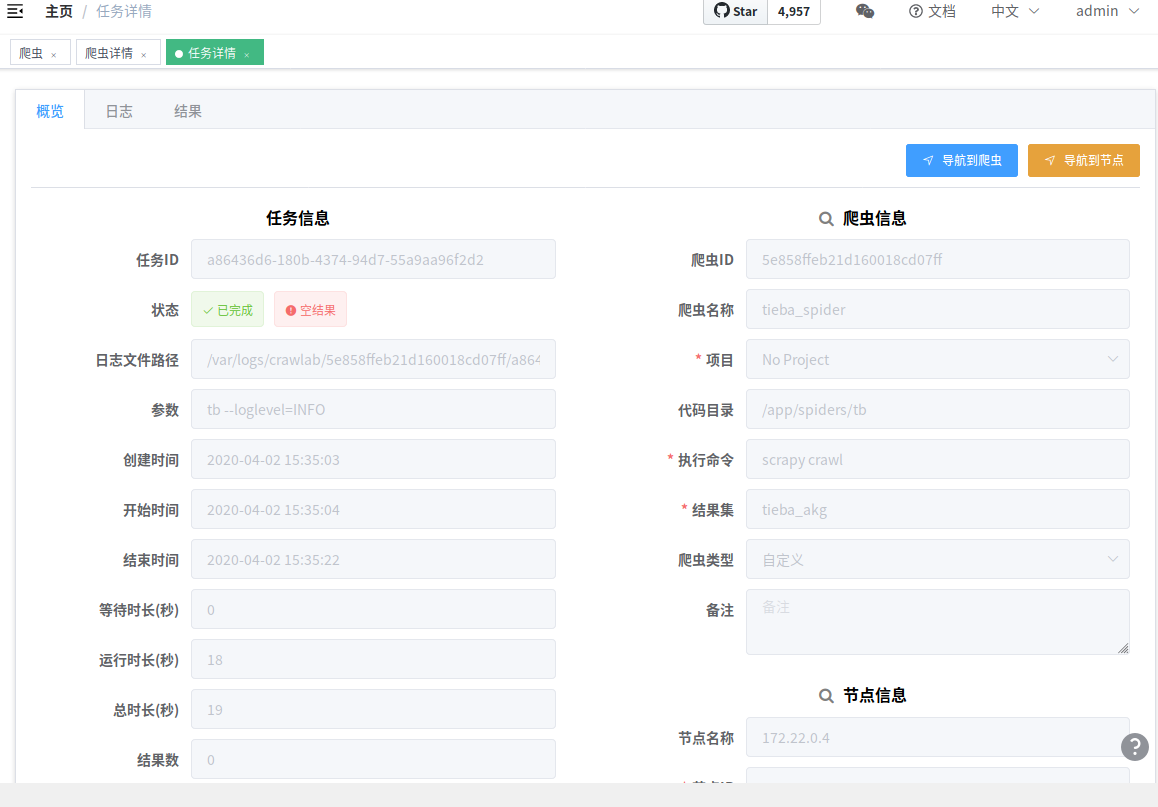 主页 / 任务详情
Star 4,957
文档
中文
admin
爬虫 ×
爬虫详情 ×
任务详情 ×
概览
日志
结果
导航到爬虫
导航到节点
任务信息
任务ID a86436d6-180b-4374-94d7-55a9aa96f2d2
状态 已完成 空结果
日志文件路径 /var/logs/crawlab/5e858ffeb21d160018cd07ff/a864
参数 tb --loglevel=INFO
创建时间 2020-04-02 15:35:03
开始时间 2020-04-02 15:35:04
结束时间 2020-04-02 15:35:22
等待时长(秒) 0
运行时长(秒) 18
总时长(秒) 19
结果数 0
爬虫信息
爬虫ID 5e858ffeb21d160018cd07ff
爬虫名称 tieba_spider
* 项目 No Project
代码目录 /app/spiders/tb
* 执行命令 scrapy crawl
* 结果集 tieba_akg
爬虫类型 自定义
备注 备注
节点信息
节点名称 172.22.0.4